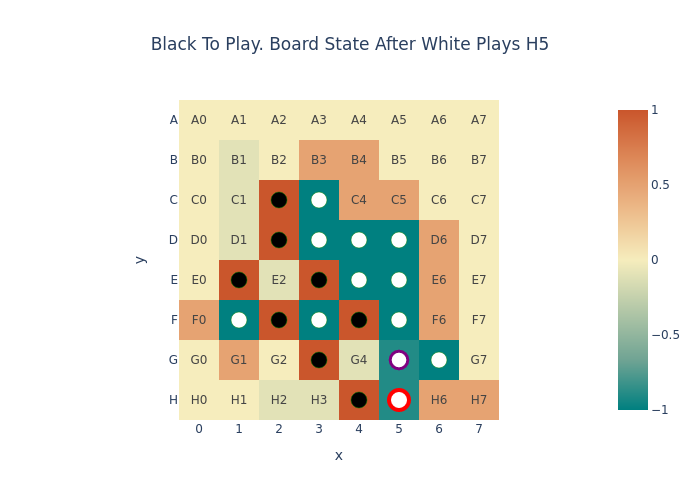 Black To Play. Board State After White Plays H5
A A0 A1 A2 A3 A4 A5 A6 A7
B B0 B1 B2 B3 B4 B5 B6 B7
C C0 C1 C4 C5 C6 C7
D D0 D1 D6 D7
E E0 E2 E6 E7
F F0 F6 F7
G G0 G1 G2 G4 G7
H H0 H1 H2 H3 H6 H7
0 1 2 3 4 5 6 7
x
y
1
0.5
0
−0.5
−1